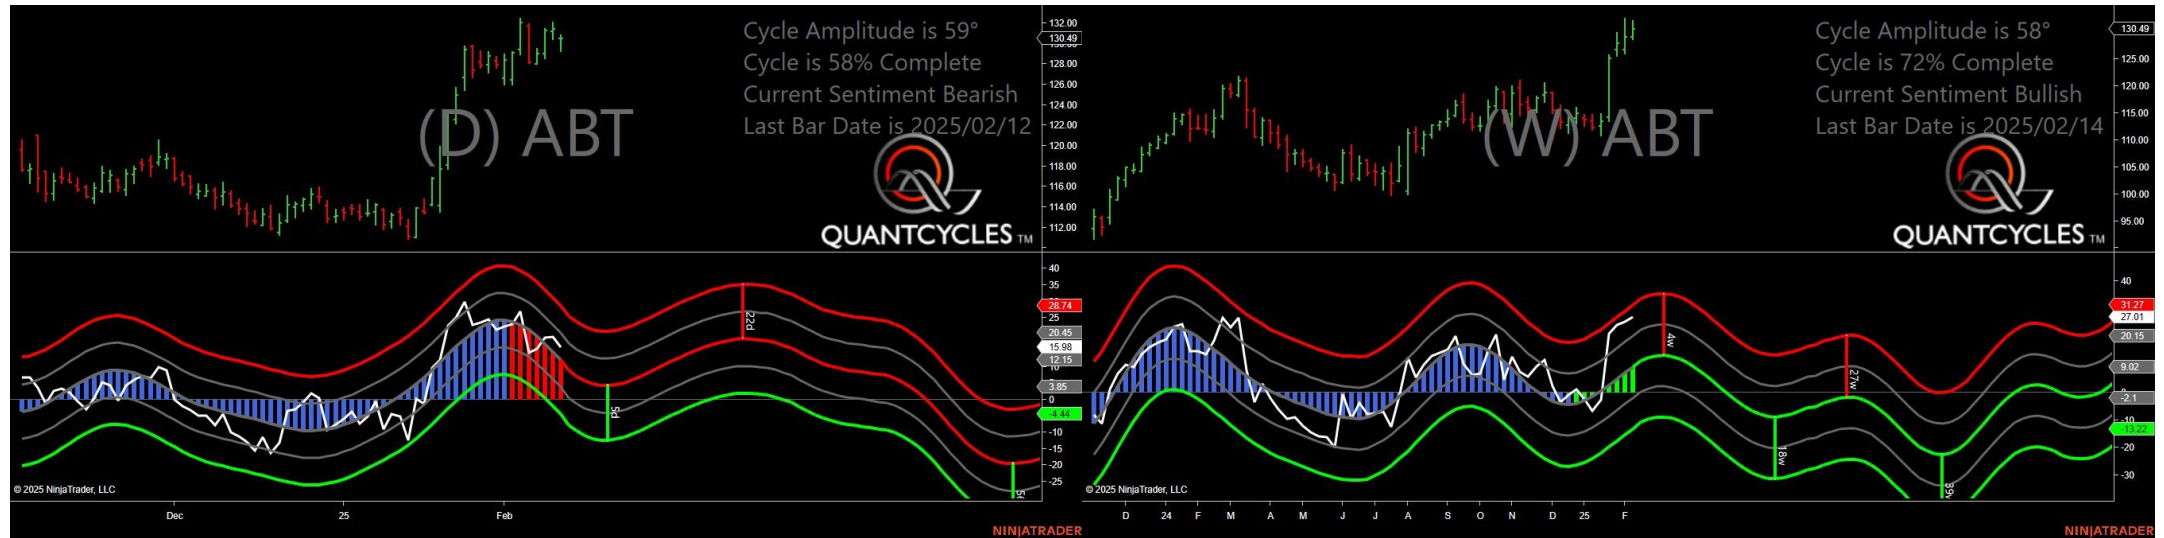 Cycle Amplitude is 59°
Cycle is 58% Complete
Current Sentiment Bearish
Last Bar Date is 2025/02/12
(D) ABT
QUANTCYCLES TM
132.00
130.49
128.00
126.00
124.00
122.00
120.00
118.00
116.00
114.00
112.00
40
35
28.74
25
20.45
15.98
12.15
3.85
0
-4.44
-10
-15
-20
-25
22d
5d
© 2025 NinjaTrader, LLC
Dec
25
Feb
NINJATRADER
Cycle Amplitude is 58°
Cycle is 72% Complete
Current Sentiment Bullish
Last Bar Date is 2025/02/14
(W) ABT
QUANTCYCLES TM
130.49
125.00
120.00
115.00
110.00
105.00
100.00
95.00
40
31.27
27.01
20.15
9.02
-2.1
-13.22
-20
-30
4w
18w
27w
© 2025 NinjaTrader, LLC
D 24 F M A M J J A S O N D 25 F
NINJATRADER